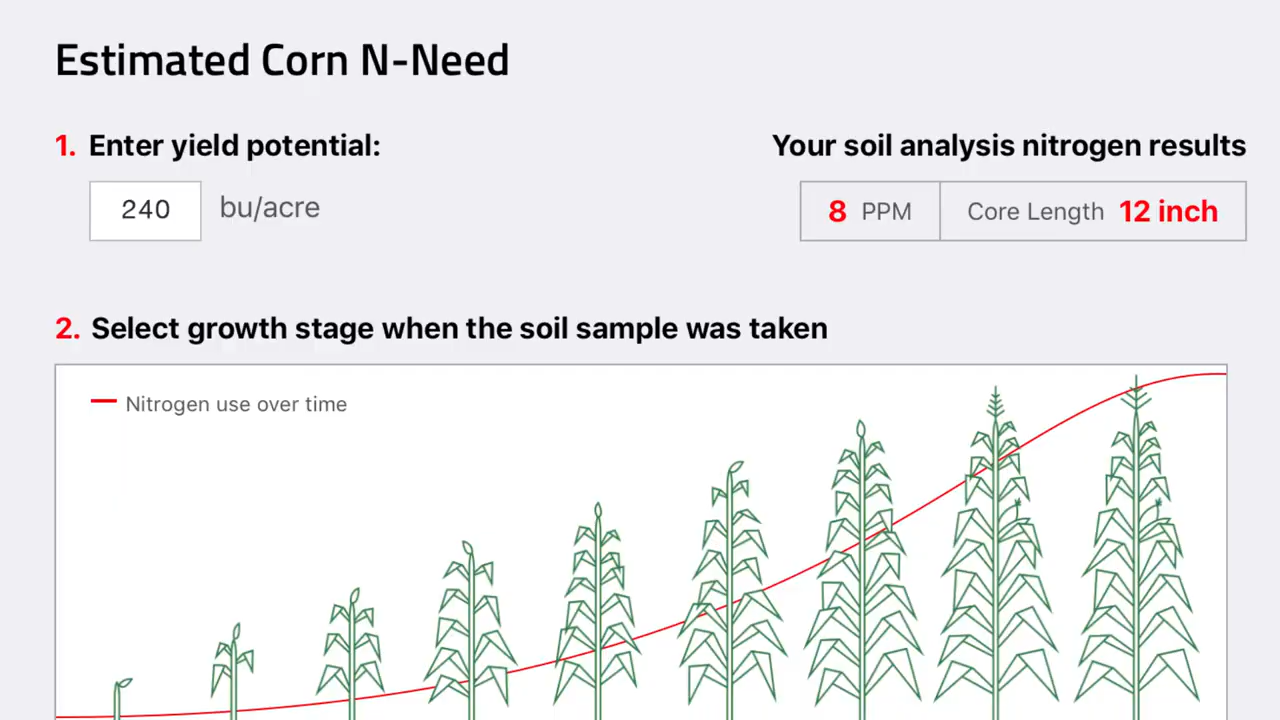 Estimated Corn N-Need
1. Enter yield potential:
Your soil analysis nitrogen results
240 bu/acre
8 PPM Core Length 12 inch
2. Select growth stage when the soil sample was taken
Nitrogen use over time